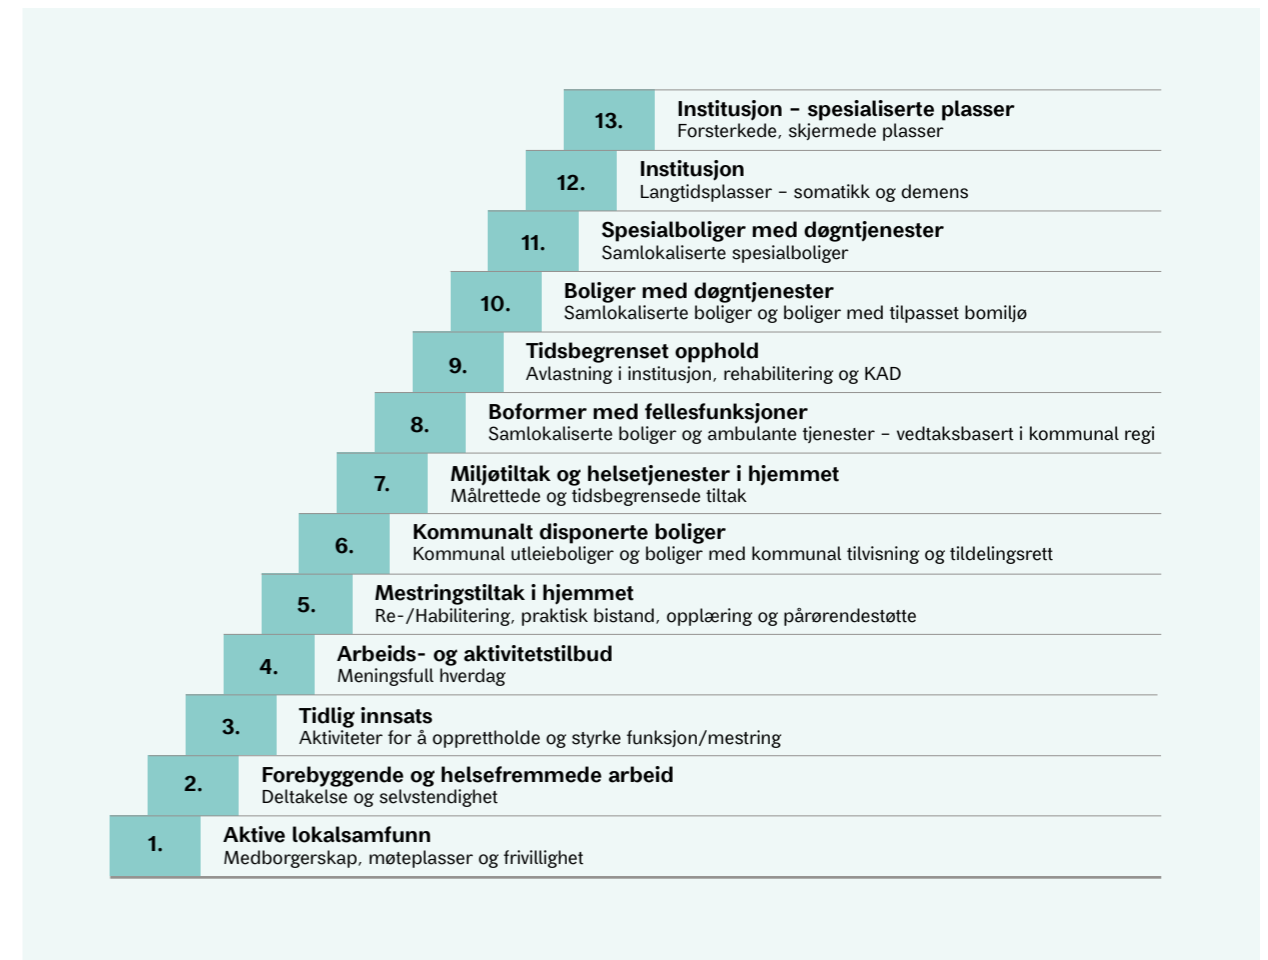 13.
Institusjon – spesialiserte plasser
Forsterkede, skjermede plasser
12.
Institusjon
Langtidsplasser – somatikk og demens
11.
Spesialboliger med døgntjenester
Samlokaliserte spesialboliger
10.
Boliger med døgntjenester
Samlokaliserte boliger og boliger med tilpasset bomiljø
9.
Tidsbegrenset opphold
Avlastning i institusjon, rehabilitering og KAD
8.
Boformer med fellesfunksjoner
Samlokaliserte boliger og ambulante tjenester – vedtaksbasert i kommunal regi
7.
Miljøtiltak og helsetjenester i hjemmet
Målrettede og tidsbegrensede tiltak
6.
Kommunalt disponerte boliger
Kommunal utleieboliger og boliger med kommunal tilvisning og tildelingsrett
5.
Mestringstiltak i hjemmet
Re-/Habilitering, praktisk bistand, opplæring og pårørendestøtte
4.
Arbeids- og aktivitetstilbud
Meningsfull hverdag
3.
Tidlig innsats
Aktiviteter for å opprettholde og styrke funksjon/mestring
2.
Forebyggende og helsefremmede arbeid
Deltakelse og selvstendighet
1.
Aktive lokalsamfunn
Medborgerskap, møteplasser og frivillighet